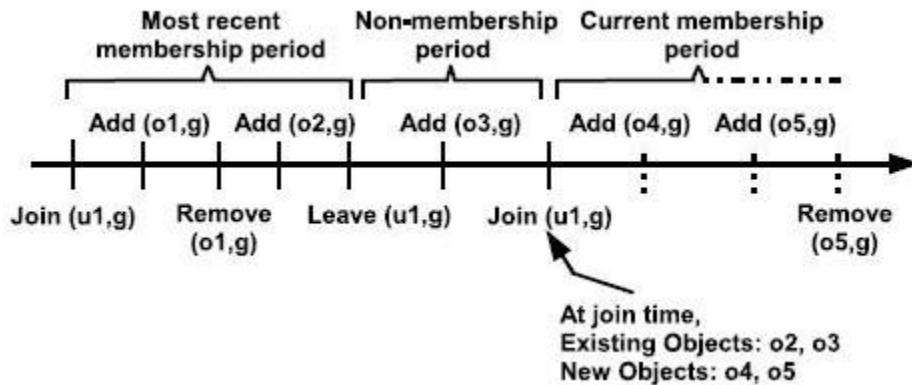 Most recent
membership period
Non-membership
period
Current membership
period
Add (o1,g)
Add (o2,g)
Add (o3,g)
Add (o4,g)
Add (o5,g)
Join (u1,g)
Remove
(o1,g)
Leave (u1,g)
Join (u1,g)
Remove
(o5,g)
At join time,
Existing Objects: o2, o3
New Objects: o4, o5